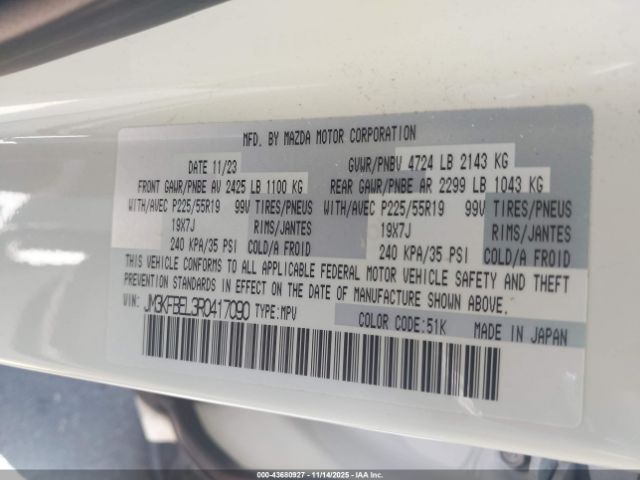 MFD. BY MAZDA MOTOR CORPORATION
DATE 11/23 GVWR/PNBV 4724 LB 2143 KG
FRONT GAWR/PNBE AV 2425 LB 1100 KG REAR GAWR/PNBE AR 2299 LB 1043 KG
WITH/AVEC P225/55R19 99V TIRES/PNEUS WITH/AVEC P225/55R19 99V TIRES/PNEUS
19X7J RIMS/JANTES 19X7J RIMS/JANTES
240 KPA/35 PSI COLD/A FROID 240 KPA/35 PSI COLD/A FROID
THIS VEHICLE CONFORMS TO ALL APPLICABLE FEDERAL MOTOR VEHICLE SAFETY AND THEFT
PREVENTION STANDARDS IN EFFECT ON THE DATE OF MANUFACTURE SHOWN ABOVE.
VIN: JM3KFBEL3R0417090 TYPE:MPV COLOR CODE:51K MADE IN JAPAN
000-43680927 - 11/14/2025 - © IAA, Inc.